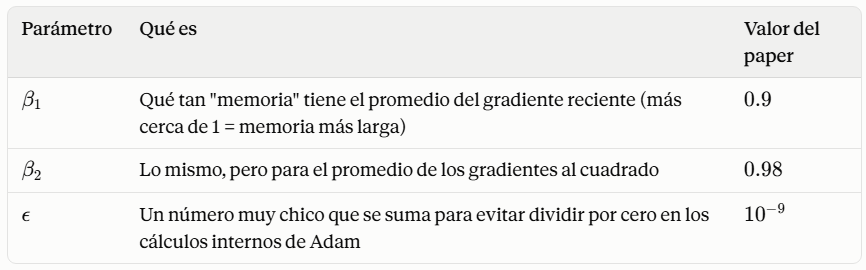 Parámetro Qué es Valor del
paper
β₁ Qué tan "memoria" tiene el promedio del gradiente reciente (más 0.9
cerca de 1 = memoria más larga)
β₂ Lo mismo, pero para el promedio de los gradientes al cuadrado 0.98
ϵ Un número muy chico que se suma para evitar dividir por cero en los 10⁻⁹
cálculos internos de Adam